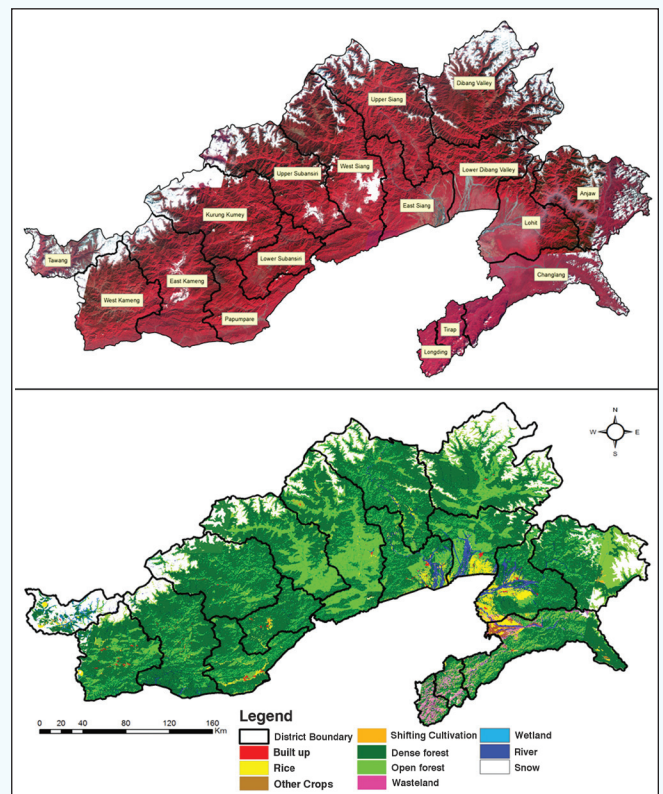 Dibang Valley
Upper Siang
West Siang
Lower Dibang Valley
Upper Subansiri
Anjaw
East Siang
Kurung Kumey
Lohit
Tawang
Lower Subansiri
Changlang
East Kameng
West Kameng
Papumpare
Tirap
Longding
N
W E
S
0 20 40 80 120 160
Km
Legend
District Boundary
Built up
Rice
Other Crops
Shifting Cultivation
Dense forest
Open forest
Wasteland
Wetland
River
Snow